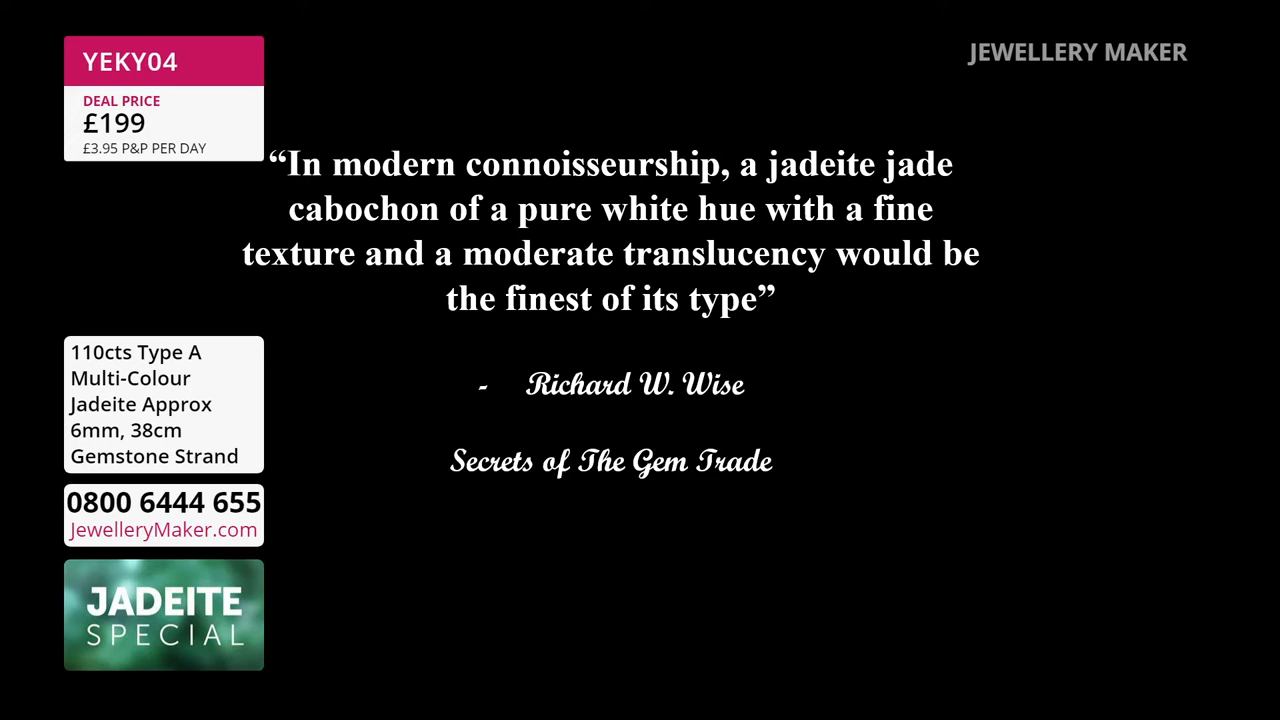 YEKY04
DEAL PRICE
£199
£3.95 P&P PER DAY
JEWELLERY MAKER
“In modern connoisseurship, a jadeite jade
cabochon of a pure white hue with a fine
texture and a moderate translucency would be
the finest of its type”
- Richard W. Wise
Secrets of The Gem Trade
110cts Type A
Multi-Colour
Jadeite Approx
6mm, 38cm
Gemstone Strand
0800 6444 655
JewelleryMaker.com
JADEITE
SPECIAL